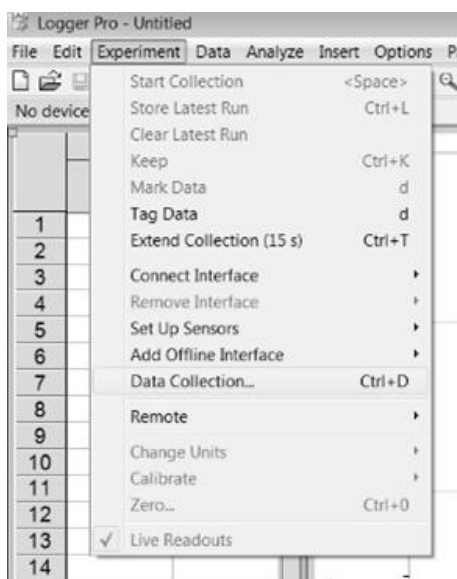 Logger Pro - Untitled
File Edit Experiment Data Analyze Insert Options
No device
Start Collection <Space>
Store Latest Run Ctrl+L
Clear Latest Run
Keep Ctrl+K
Mark Data d
Tag Data d
Extend Collection (15 s) Ctrl+T
Connect Interface
Remove Interface
Set Up Sensors
Add Offline Interface
Data Collection... Ctrl+D
Remote
Change Units
Calibrate
Zero... Ctrl+0
✓ Live Readouts
1
2
3
4
5
6
7
8
9
10
11
12
13
14